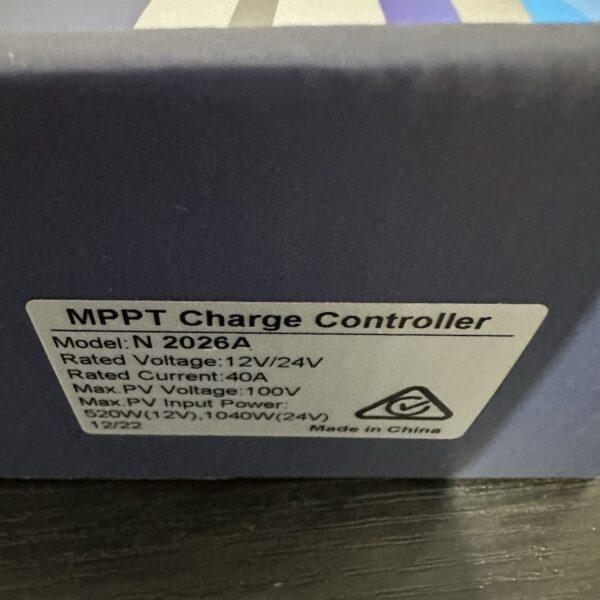 MPPT Charge Controller
Model: N 2026A
Rated Voltage:12V/24V
Rated Current:40A
Max.PV Voltage:100V
Max.PV Input Power:
520W(12V),1040W(24V)
12/22
Made in China